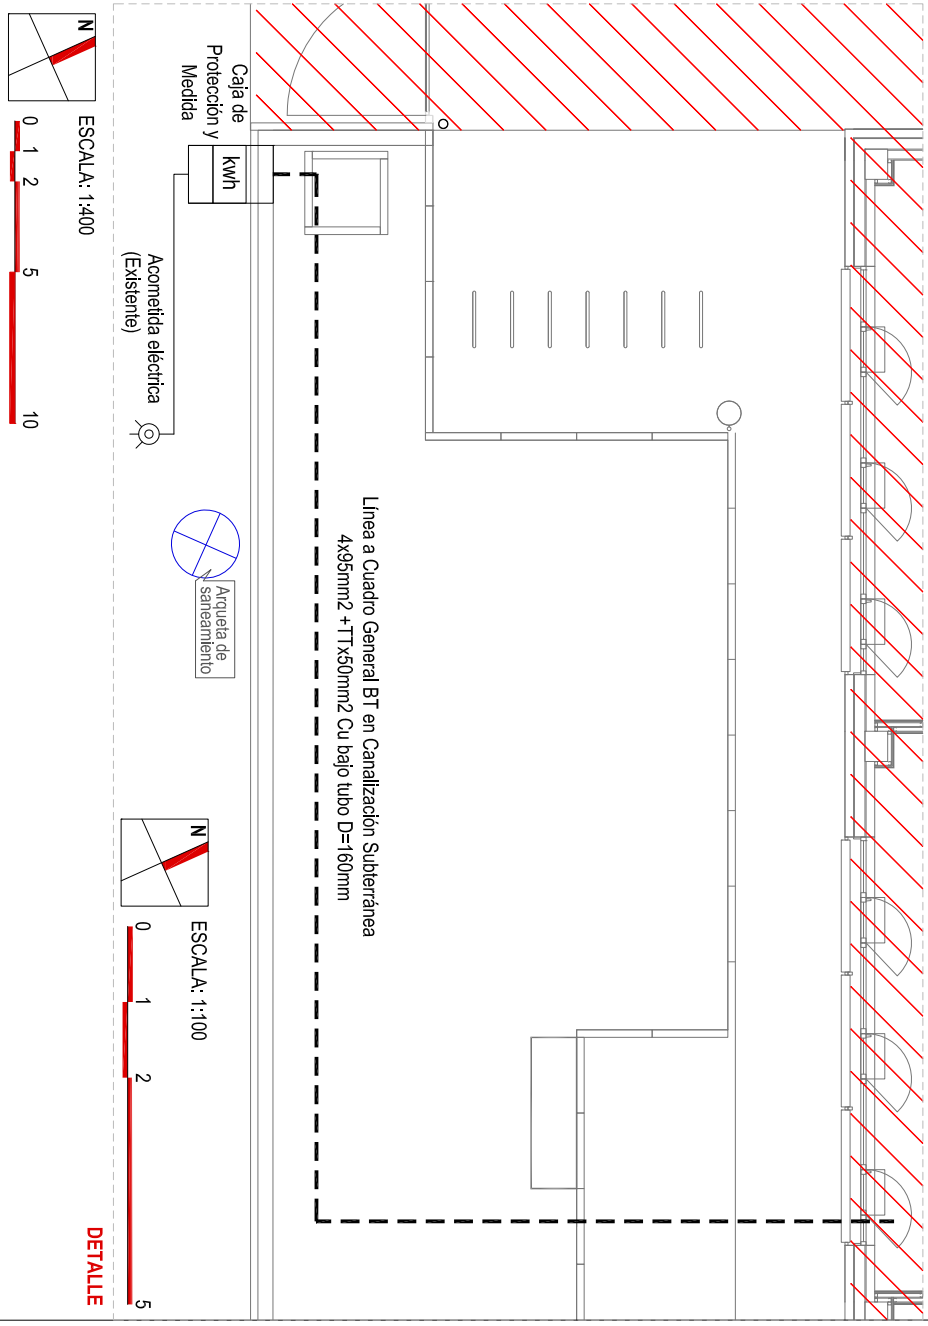 Caja de
Protección y
Medida
kwh
Acometida eléctrica
(Existente)
Línea a Cuadro General BT en Canalización Subterránea
4x95mm2 +TTx50mm2 Cu bajo tubo D=160mm
Arqueta de
saneamiento
N
ESCALA: 1:400
0 1 2 5 10
N
ESCALA: 1:100
0 1 2 5
DETALLE